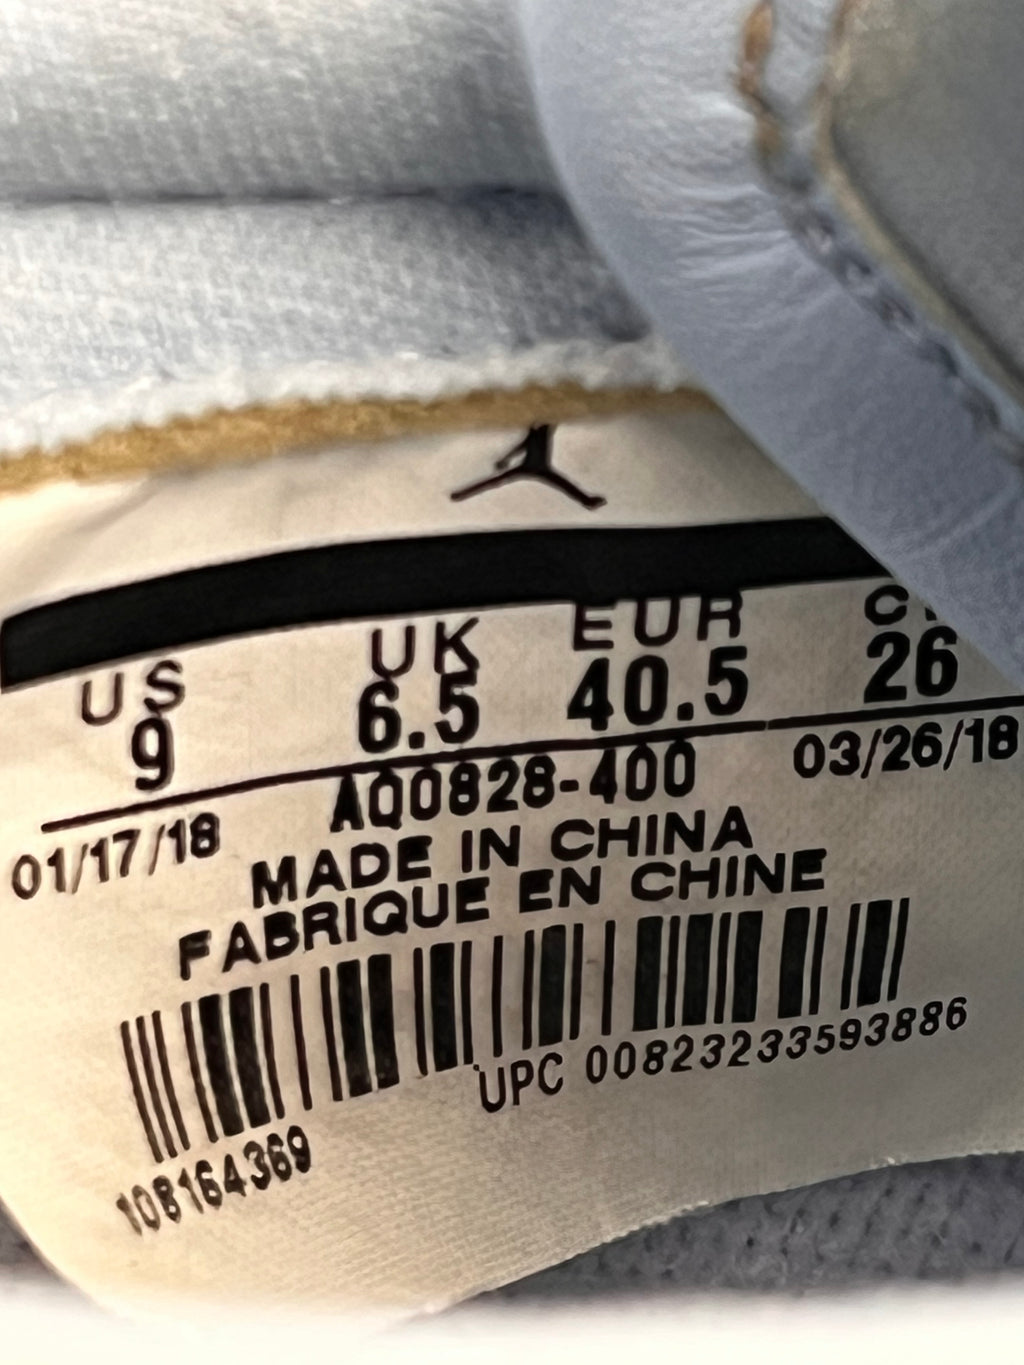 US UK EUR C
9 6.5 40.5 26
01/17/18 AQ0828-400 03/26/18
MADE IN CHINA
FABRIQUE EN CHINE
UPC 00823233593886
108164369